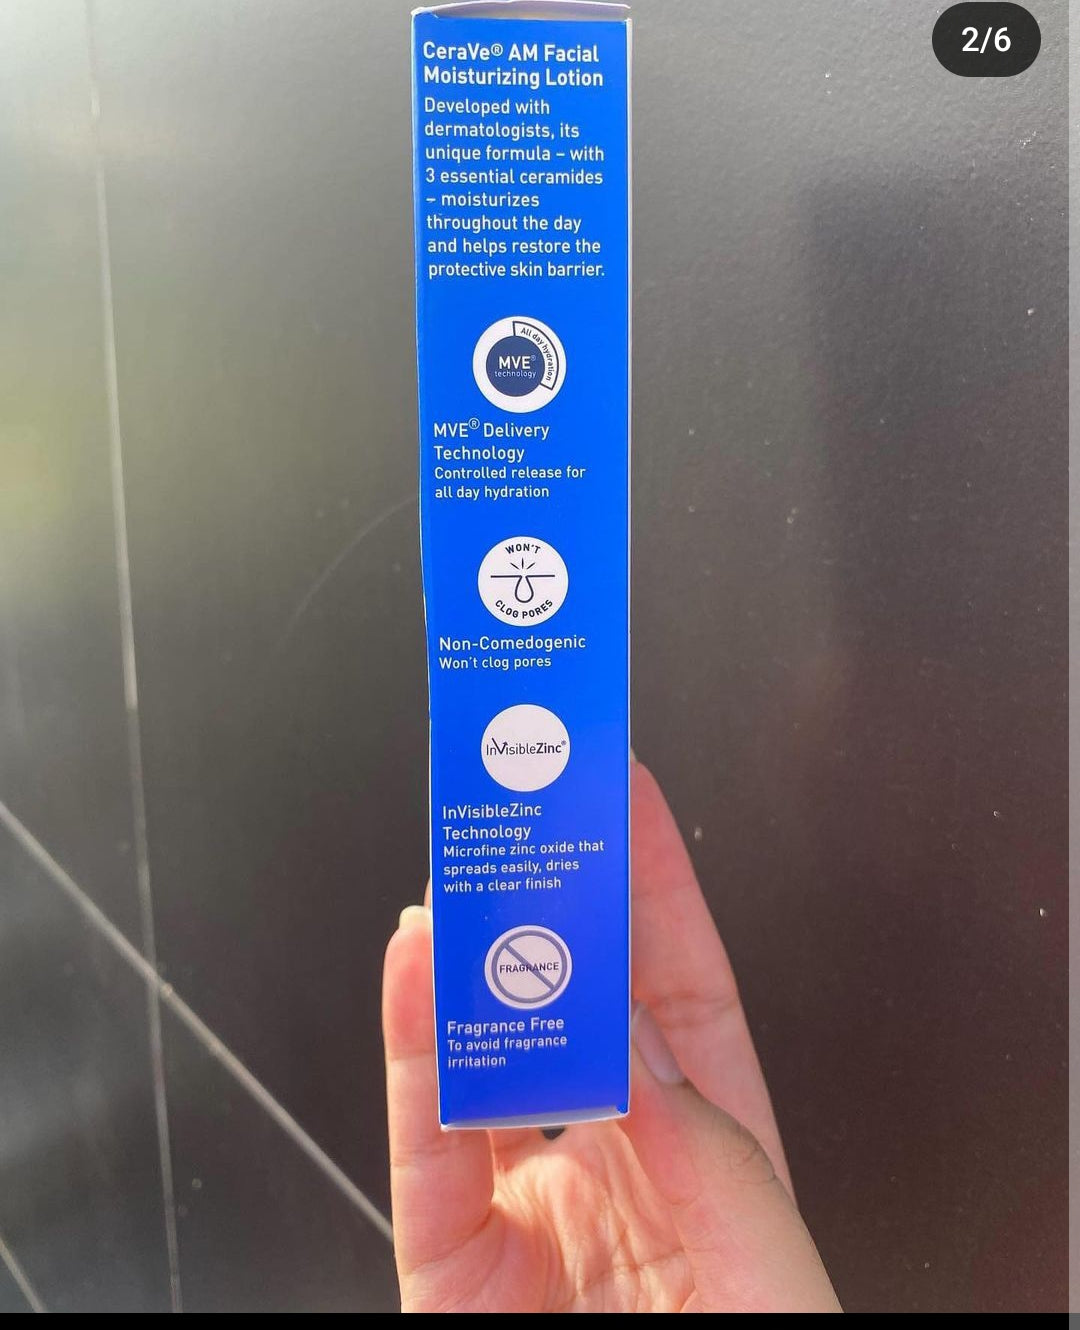 2/6
CeraVe® AM Facial
Moisturizing Lotion
Developed with
dermatologists, its
unique formula – with
3 essential ceramides
– moisturizes
throughout the day
and helps restore the
protective skin barrier.
All day hydration
MVE®
technology
MVE® Delivery
Technology
Controlled release for
all day hydration
WON'T
CLOG PORES
Non-Comedogenic
Won't clog pores
InVisibleZinc®
InVisibleZinc
Technology
Microfine zinc oxide that
spreads easily, dries
with a clear finish
FRAGRANCE
Fragrance Free
To avoid fragrance
irritation